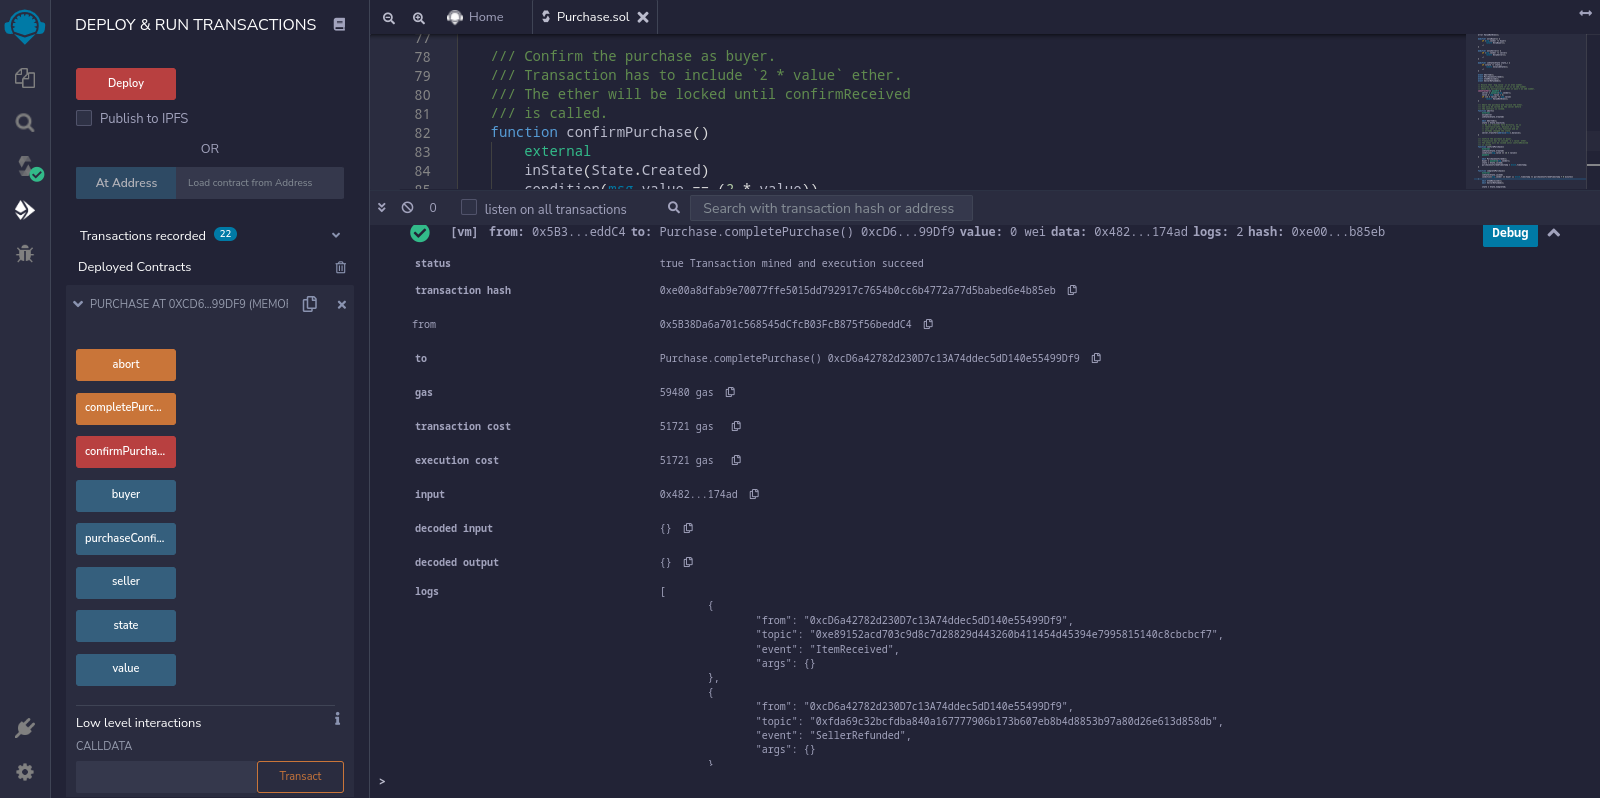 DEPLOY & RUN TRANSACTIONS
Deploy
Publish to IPFS
OR
At Address
Load contract from Address
Transactions recorded 22
Deployed Contracts
PURCHASE AT 0XCD6...99DF9 (MEMOI
abort
completePurc...
confirmPurcha...
buyer
purchaseConfi...
seller
state
value
Low level interactions
CALLDATA
Transact
Home
Purchase.sol
77
78 /// Confirm the purchase as buyer.
79 /// Transaction has to include `2 * value` ether.
80 /// The ether will be locked until confirmReceived
81 /// is called.
82 function confirmPurchase()
83 external
84 inState(State.Created)
85 condition(msg.value == (2 * value))
0
listen on all transactions
Search with transaction hash or address
[vm] from: 0x5B3...eddC4 to: Purchase.completePurchase() 0xcD6...99Df9 value: 0 wei data: 0x482...174ad logs: 2 hash: 0xe00...b85eb
Debug
status true Transaction mined and execution succeed
transaction hash 0xe00a8dfab9e70077ffe5015dd792917c7654b0cc6b4772a77d5babed6e4b85eb
from 0x5B38Da6a701c568545dCfcB03FcB875f56beddC4
to Purchase.completePurchase() 0xcD6a42782d230D7c13A74ddec5dD140e55499Df9
gas 59480 gas
transaction cost 51721 gas
execution cost 51721 gas
input 0x482...174ad
decoded input {}
decoded output {}
logs [
{
"from": "0xcD6a42782d230D7c13A74ddec5dD140e55499Df9",
"topic": "0xe89152acd703c9d8c7d28829d443260b411454d45394e7995815140c8cbcbcf7",
"event": "ItemReceived",
"args": {}
},
{
"from": "0xcD6a42782d230D7c13A74ddec5dD140e55499Df9",
"topic": "0xfda69c32bcfdba840a167777906b173b607eb8b4d8853b97a80d26e613d858db",
"event": "SellerRefunded",
"args": {}
}
>